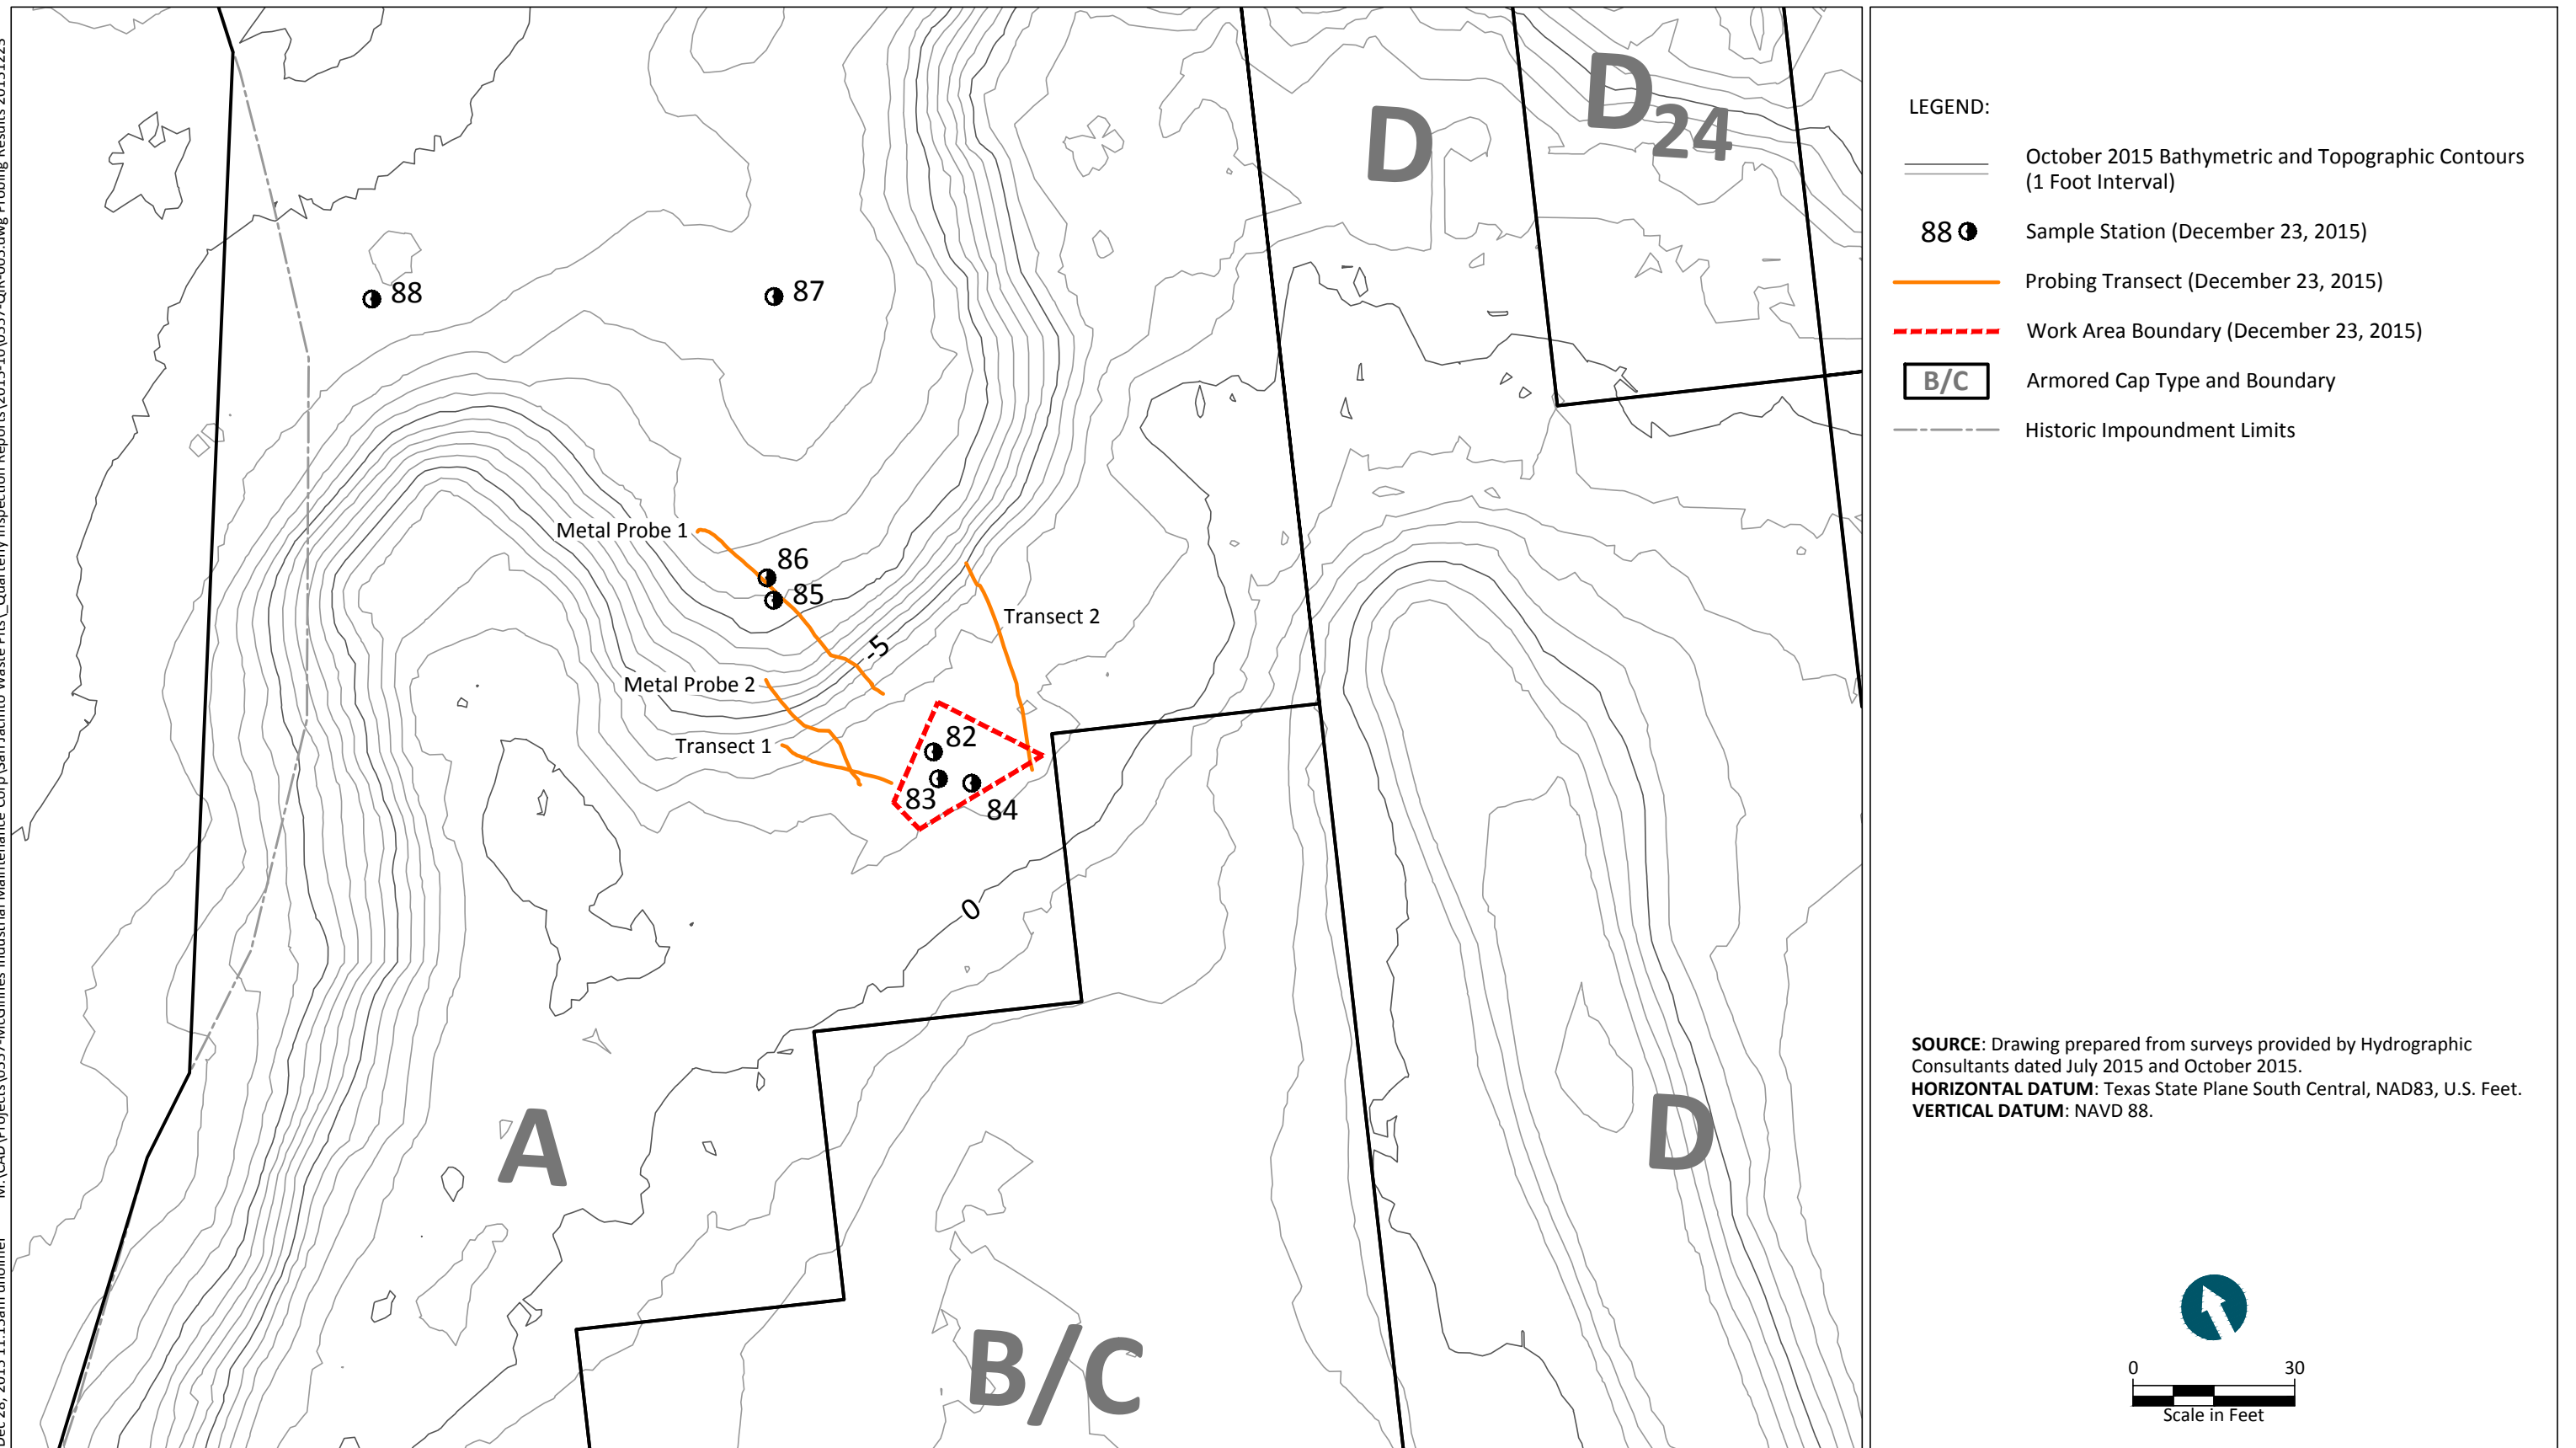 D
D24
88
87
Metal Probe 1
86
85
Transect 2
-5
Metal Probe 2
82
Transect 1
83
84
0
A
D
B/C
LEGEND:
October 2015 Bathymetric and Topographic Contours
(1 Foot Interval)
88 Sample Station (December 23, 2015)
Probing Transect (December 23, 2015)
Work Area Boundary (December 23, 2015)
B/C Armored Cap Type and Boundary
Historic Impoundment Limits
SOURCE: Drawing prepared from surveys provided by Hydrographic
Consultants dated July 2015 and October 2015.
HORIZONTAL DATUM: Texas State Plane South Central, NAD83, U.S. Feet.
VERTICAL DATUM: NAVD 88.
0 30
Scale in Feet